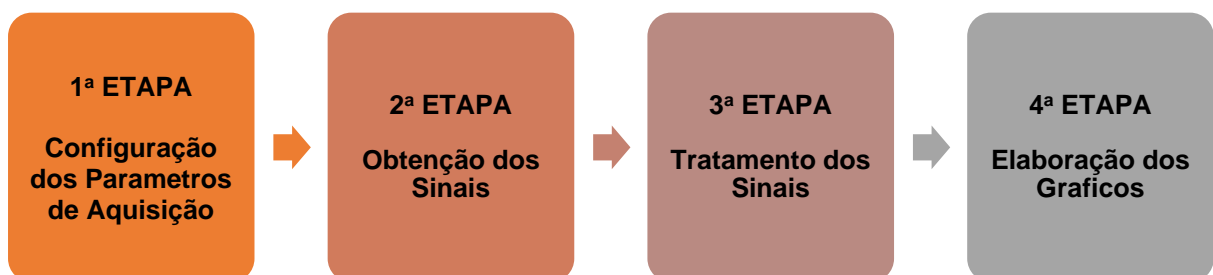 1ª ETAPA
Configuração
dos Parametros
de Aquisição
2ª ETAPA
Obtenção dos
Sinais
3ª ETAPA
Tratamento dos
Sinais
4ª ETAPA
Elaboração dos
Graficos